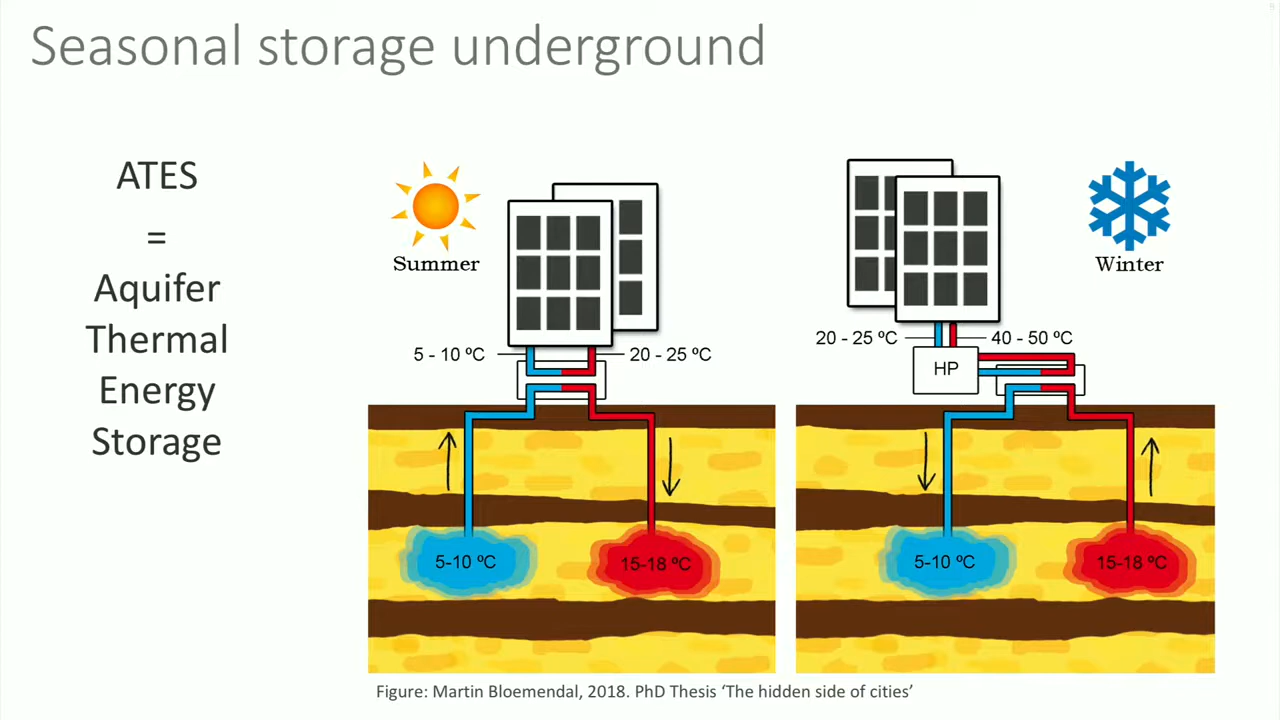 Seasonal storage underground
ATES
=
Aquifer
Thermal
Energy
Storage
Summer
5 - 10 ºC
20 - 25 ºC
5-10 ºC
15-18 ºC
Winter
20 - 25 ºC
40 - 50 ºC
HP
5-10 ºC
15-18 ºC
Figure: Martin Bloemendal, 2018. PhD Thesis ‘The hidden side of cities’